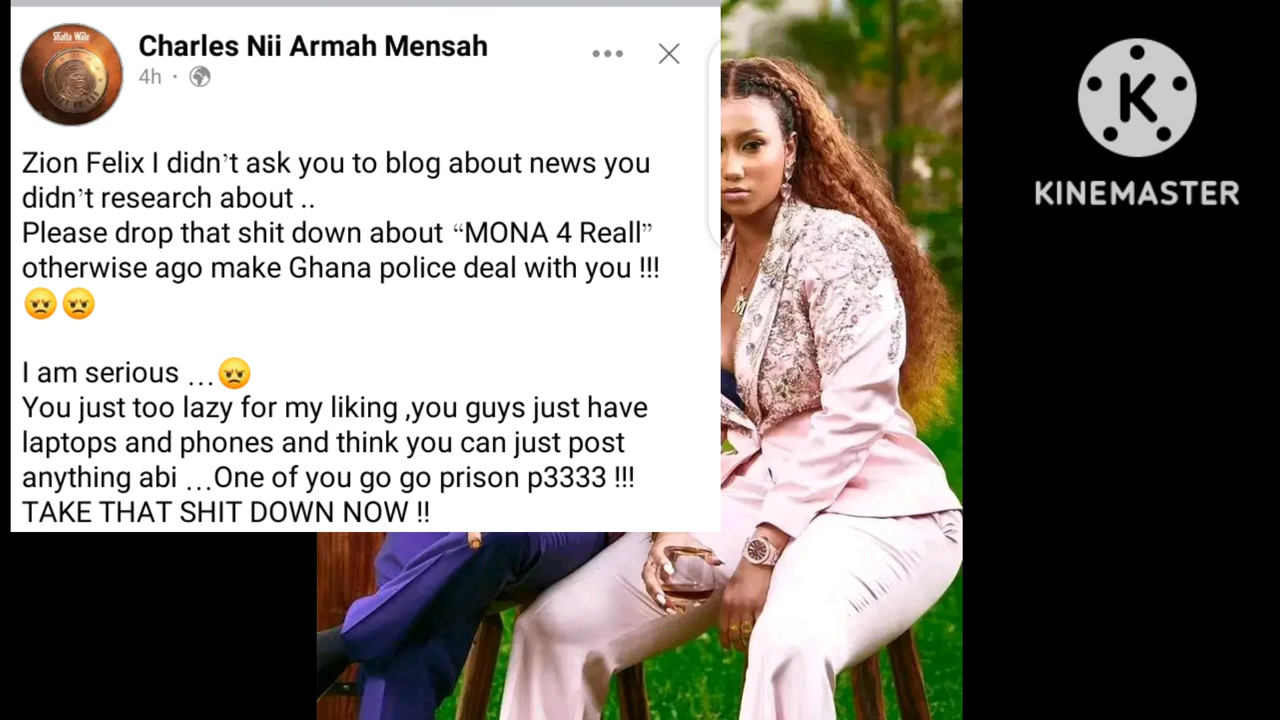 Shatta Wale
Charles Nii Armah Mensah
4h ·
Zion Felix I didn’t ask you to blog about news you
didn’t research about ..
Please drop that shit down about “MONA 4 Reall”
otherwise ago make Ghana police deal with you !!!
😠😠
I am serious …😠
You just too lazy for my liking ,you guys just have
laptops and phones and think you can just post
anything abi …One of you go go prison p3333 !!!
TAKE THAT SHIT DOWN NOW !!
K
KINEMASTER